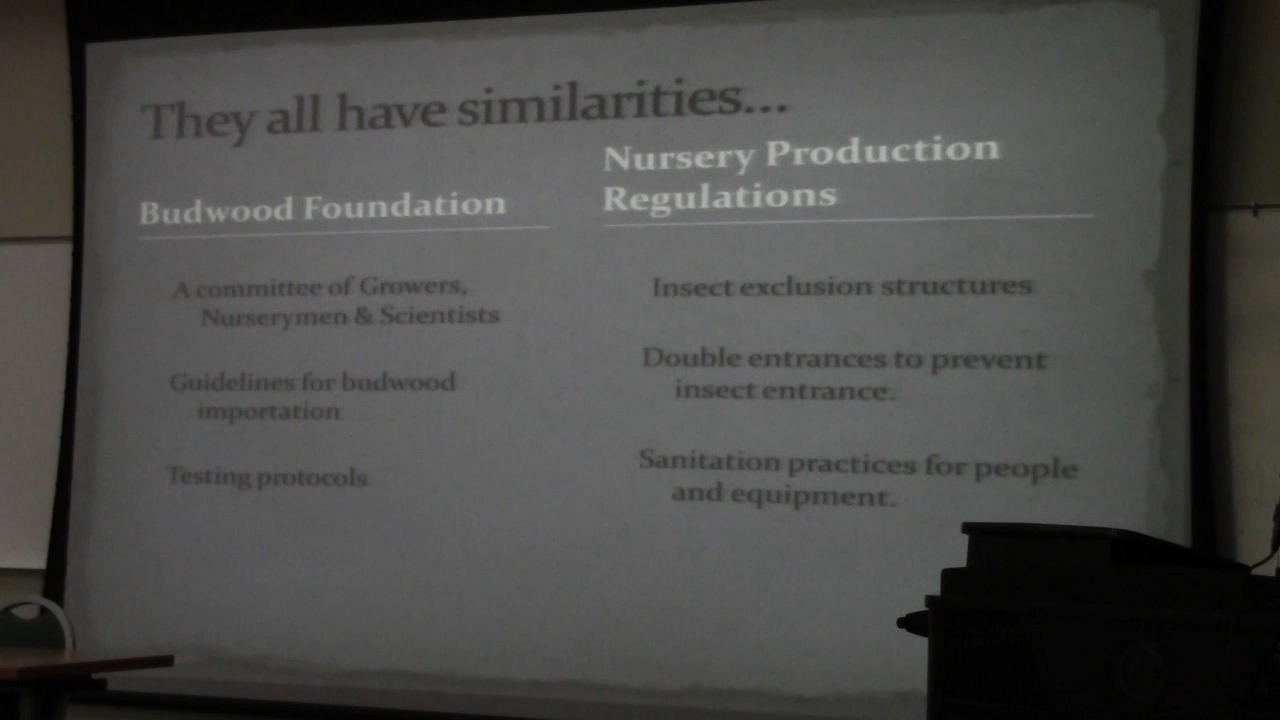 They all have similarities...
Budwood Foundation
A committee of Growers,
Nurserymen & Scientists
Guidelines for budwood
importation
Testing protocols
Nursery Production
Regulations
Insect exclusion structures
Double entrances to prevent
insect entrance.
Sanitation practices for people
and equipment.